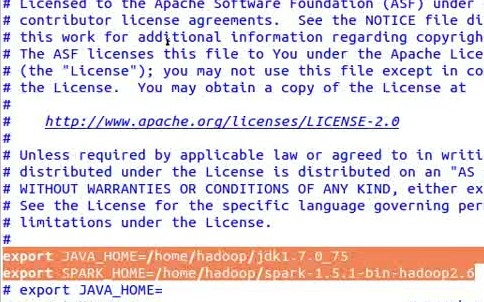 # Licensed to the Apache Software Foundation (ASF) under
# contributor license agreements.  See the NOTICE file di
# this work for additional information regarding copyrigh
# The ASF licenses this file to You under the Apache Lice
# (the "License"); you may not use this file except in co
# the License.  You may obtain a copy of the License at
#
#    http://www.apache.org/licenses/LICENSE-2.0
#
# Unless required by applicable law or agreed to in writi
# distributed under the License is distributed on an "AS
# WITHOUT WARRANTIES OR CONDITIONS OF ANY KIND, either ex
# See the License for the specific language governing per
# limitations under the License.
#
export JAVA_HOME=/home/hadoop/jdk1.7.0_75
export SPARK_HOME=/home/hadoop/spark-1.5.1-bin-hadoop2.6
# export JAVA_HOME=